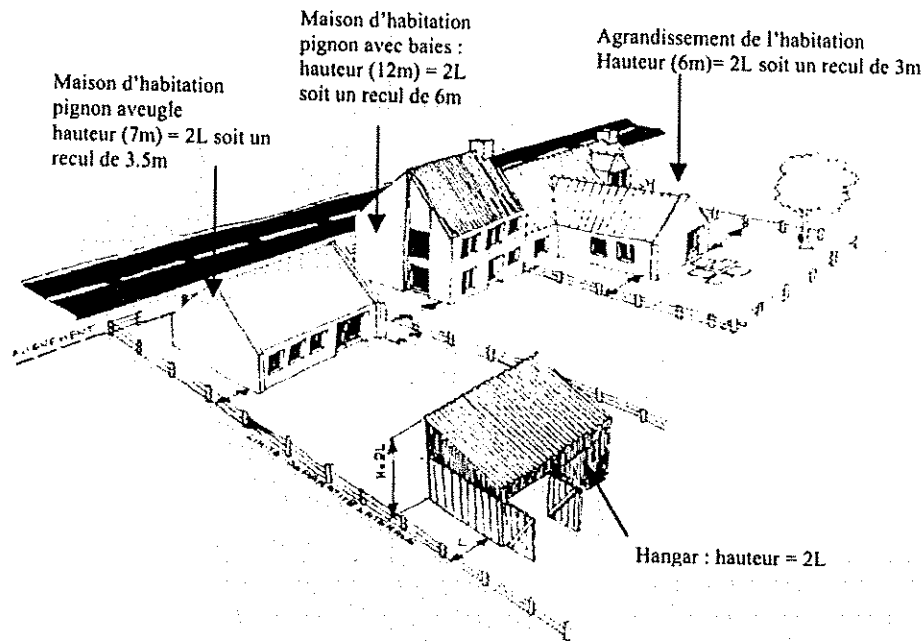 Maison d'habitation
pignon avec baies :
hauteur (12m) = 2L
soit un recul de 6m
Agrandissement de l'habitation
Hauteur (6m)= 2L soit un recul de 3m
Maison d'habitation
pignon aveugle
hauteur (7m) = 2L soit un
recul de 3.5m
ALIGNEMENT
H=2L
L
Hangar : hauteur = 2L